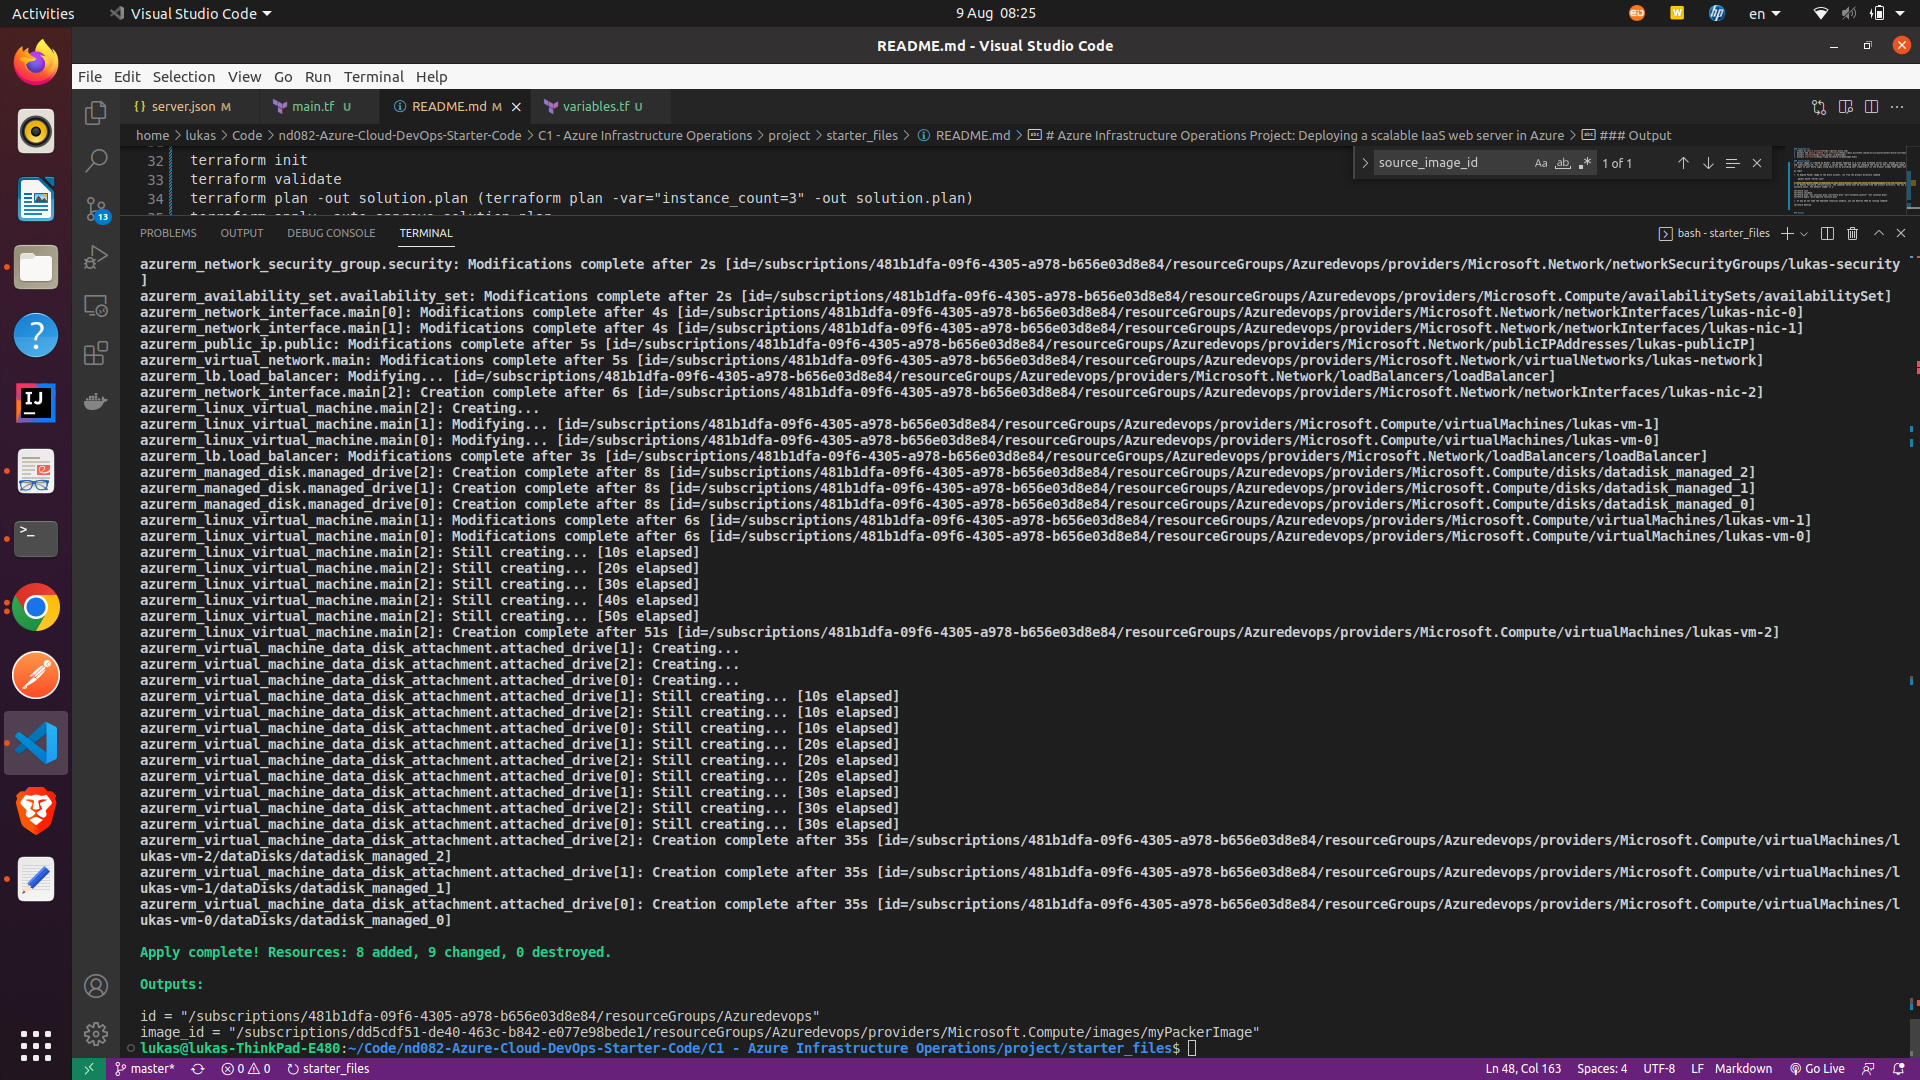 Activities
Visual Studio Code
9 Aug 08:25
en
README.md - Visual Studio Code
File Edit Selection View Go Run Terminal Help
server.json M
main.tf U
README.md M
variables.tf U
home > lukas > Code > nd082-Azure-Cloud-DevOps-Starter-Code > C1 - Azure Infrastructure Operations > project > starter_files > README.md > # Azure Infrastructure Operations Project: Deploying a scalable IaaS web server in Azure > ### Output
32 terraform init
33 terraform validate
34 terraform plan -out solution.plan (terraform plan -var="instance_count=3" -out solution.plan)
source_image_id
Aa ab .*
1 of 1
13
PROBLEMS OUTPUT DEBUG CONSOLE TERMINAL
bash - starter_files
azurerm_network_security_group.security: Modifications complete after 2s [id=/subscriptions/481b1dfa-09f6-4305-a978-b656e03d8e84/resourceGroups/Azuredevops/providers/Microsoft.Network/networkSecurityGroups/lukas-security
]
azurerm_availability_set.availability_set: Modifications complete after 2s [id=/subscriptions/481b1dfa-09f6-4305-a978-b656e03d8e84/resourceGroups/Azuredevops/providers/Microsoft.Compute/availabilitySets/availabilitySet]
azurerm_network_interface.main[0]: Modifications complete after 4s [id=/subscriptions/481b1dfa-09f6-4305-a978-b656e03d8e84/resourceGroups/Azuredevops/providers/Microsoft.Network/networkInterfaces/lukas-nic-0]
azurerm_network_interface.main[1]: Modifications complete after 4s [id=/subscriptions/481b1dfa-09f6-4305-a978-b656e03d8e84/resourceGroups/Azuredevops/providers/Microsoft.Network/networkInterfaces/lukas-nic-1]
azurerm_public_ip.public: Modifications complete after 5s [id=/subscriptions/481b1dfa-09f6-4305-a978-b656e03d8e84/resourceGroups/Azuredevops/providers/Microsoft.Network/publicIPAddresses/lukas-publicIP]
azurerm_virtual_network.main: Modifications complete after 5s [id=/subscriptions/481b1dfa-09f6-4305-a978-b656e03d8e84/resourceGroups/Azuredevops/providers/Microsoft.Network/virtualNetworks/lukas-network]
azurerm_lb.load_balancer: Modifying... [id=/subscriptions/481b1dfa-09f6-4305-a978-b656e03d8e84/resourceGroups/Azuredevops/providers/Microsoft.Network/loadBalancers/loadBalancer]
azurerm_network_interface.main[2]: Creation complete after 6s [id=/subscriptions/481b1dfa-09f6-4305-a978-b656e03d8e84/resourceGroups/Azuredevops/providers/Microsoft.Network/networkInterfaces/lukas-nic-2]
azurerm_linux_virtual_machine.main[2]: Creating...
azurerm_linux_virtual_machine.main[1]: Modifying... [id=/subscriptions/481b1dfa-09f6-4305-a978-b656e03d8e84/resourceGroups/Azuredevops/providers/Microsoft.Compute/virtualMachines/lukas-vm-1]
azurerm_linux_virtual_machine.main[0]: Modifying... [id=/subscriptions/481b1dfa-09f6-4305-a978-b656e03d8e84/resourceGroups/Azuredevops/providers/Microsoft.Compute/virtualMachines/lukas-vm-0]
azurerm_lb.load_balancer: Modifications complete after 3s [id=/subscriptions/481b1dfa-09f6-4305-a978-b656e03d8e84/resourceGroups/Azuredevops/providers/Microsoft.Network/loadBalancers/loadBalancer]
azurerm_managed_disk.managed_drive[2]: Creation complete after 8s [id=/subscriptions/481b1dfa-09f6-4305-a978-b656e03d8e84/resourceGroups/Azuredevops/providers/Microsoft.Compute/disks/datadisk_managed_2]
azurerm_managed_disk.managed_drive[1]: Creation complete after 8s [id=/subscriptions/481b1dfa-09f6-4305-a978-b656e03d8e84/resourceGroups/Azuredevops/providers/Microsoft.Compute/disks/datadisk_managed_1]
azurerm_managed_disk.managed_drive[0]: Creation complete after 8s [id=/subscriptions/481b1dfa-09f6-4305-a978-b656e03d8e84/resourceGroups/Azuredevops/providers/Microsoft.Compute/disks/datadisk_managed_0]
azurerm_linux_virtual_machine.main[1]: Modifications complete after 6s [id=/subscriptions/481b1dfa-09f6-4305-a978-b656e03d8e84/resourceGroups/Azuredevops/providers/Microsoft.Compute/virtualMachines/lukas-vm-1]
azurerm_linux_virtual_machine.main[0]: Modifications complete after 6s [id=/subscriptions/481b1dfa-09f6-4305-a978-b656e03d8e84/resourceGroups/Azuredevops/providers/Microsoft.Compute/virtualMachines/lukas-vm-0]
azurerm_linux_virtual_machine.main[2]: Still creating... [10s elapsed]
azurerm_linux_virtual_machine.main[2]: Still creating... [20s elapsed]
azurerm_linux_virtual_machine.main[2]: Still creating... [30s elapsed]
azurerm_linux_virtual_machine.main[2]: Still creating... [40s elapsed]
azurerm_linux_virtual_machine.main[2]: Still creating... [50s elapsed]
azurerm_linux_virtual_machine.main[2]: Creation complete after 51s [id=/subscriptions/481b1dfa-09f6-4305-a978-b656e03d8e84/resourceGroups/Azuredevops/providers/Microsoft.Compute/virtualMachines/lukas-vm-2]
azurerm_virtual_machine_data_disk_attachment.attached_drive[1]: Creating...
azurerm_virtual_machine_data_disk_attachment.attached_drive[2]: Creating...
azurerm_virtual_machine_data_disk_attachment.attached_drive[0]: Creating...
azurerm_virtual_machine_data_disk_attachment.attached_drive[1]: Still creating... [10s elapsed]
azurerm_virtual_machine_data_disk_attachment.attached_drive[2]: Still creating... [10s elapsed]
azurerm_virtual_machine_data_disk_attachment.attached_drive[0]: Still creating... [10s elapsed]
azurerm_virtual_machine_data_disk_attachment.attached_drive[1]: Still creating... [20s elapsed]
azurerm_virtual_machine_data_disk_attachment.attached_drive[2]: Still creating... [20s elapsed]
azurerm_virtual_machine_data_disk_attachment.attached_drive[0]: Still creating... [20s elapsed]
azurerm_virtual_machine_data_disk_attachment.attached_drive[1]: Still creating... [30s elapsed]
azurerm_virtual_machine_data_disk_attachment.attached_drive[2]: Still creating... [30s elapsed]
azurerm_virtual_machine_data_disk_attachment.attached_drive[0]: Still creating... [30s elapsed]
azurerm_virtual_machine_data_disk_attachment.attached_drive[2]: Creation complete after 35s [id=/subscriptions/481b1dfa-09f6-4305-a978-b656e03d8e84/resourceGroups/Azuredevops/providers/Microsoft.Compute/virtualMachines/l
ukas-vm-2/dataDisks/datadisk_managed_2]
azurerm_virtual_machine_data_disk_attachment.attached_drive[1]: Creation complete after 35s [id=/subscriptions/481b1dfa-09f6-4305-a978-b656e03d8e84/resourceGroups/Azuredevops/providers/Microsoft.Compute/virtualMachines/l
ukas-vm-1/dataDisks/datadisk_managed_1]
azurerm_virtual_machine_data_disk_attachment.attached_drive[0]: Creation complete after 35s [id=/subscriptions/481b1dfa-09f6-4305-a978-b656e03d8e84/resourceGroups/Azuredevops/providers/Microsoft.Compute/virtualMachines/l
ukas-vm-0/dataDisks/datadisk_managed_0]
Apply complete! Resources: 8 added, 9 changed, 0 destroyed.
Outputs:
id = "/subscriptions/481b1dfa-09f6-4305-a978-b656e03d8e84/resourceGroups/Azuredevops"
image_id = "/subscriptions/dd5cdf51-de40-463c-b842-e077e98bede1/resourceGroups/Azuredevops/providers/Microsoft.Compute/images/myPackerImage"
lukas@lukas-ThinkPad-E480:~/Code/nd082-Azure-Cloud-DevOps-Starter-Code/C1 - Azure Infrastructure Operations/project/starter_files$
master* 0 0 starter_files
Ln 48, Col 163 Spaces: 4 UTF-8 LF Markdown Go Live